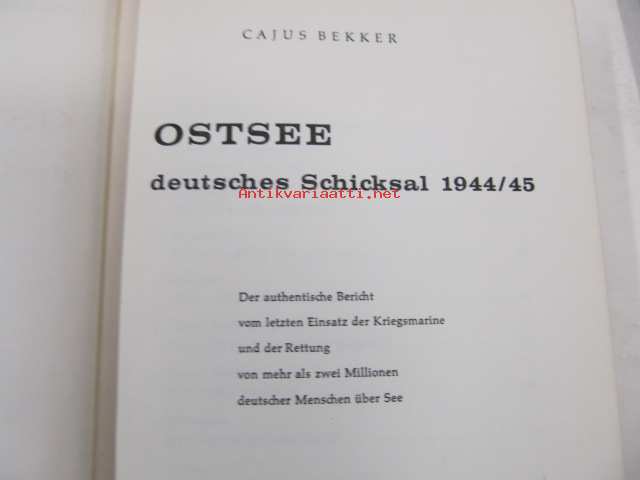 CAJUS BEKKER
OSTSEE
deutsches Schicksal 1944/45
Antikvariaatti.net
Der authentische Bericht
vom letzten Einsatz der Kriegsmarine
und der Rettung
von mehr als zwei Millionen
deutscher Menschen über See